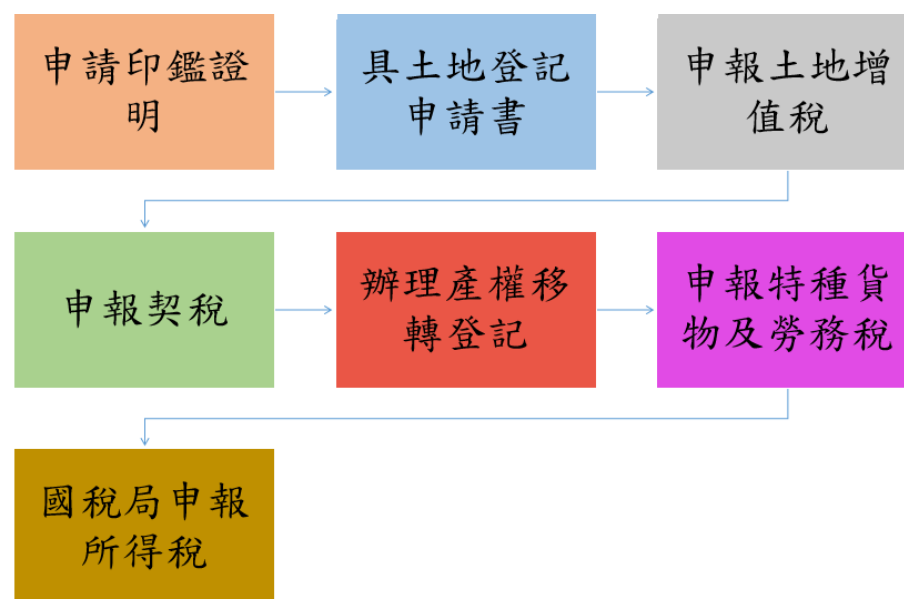 申請印鑑證
明
具土地登記
申請書
申報土地增
值稅
申報契稅
辦理產權移
轉登記
申報特種貨
物及勞務稅
國稅局申報
所得稅